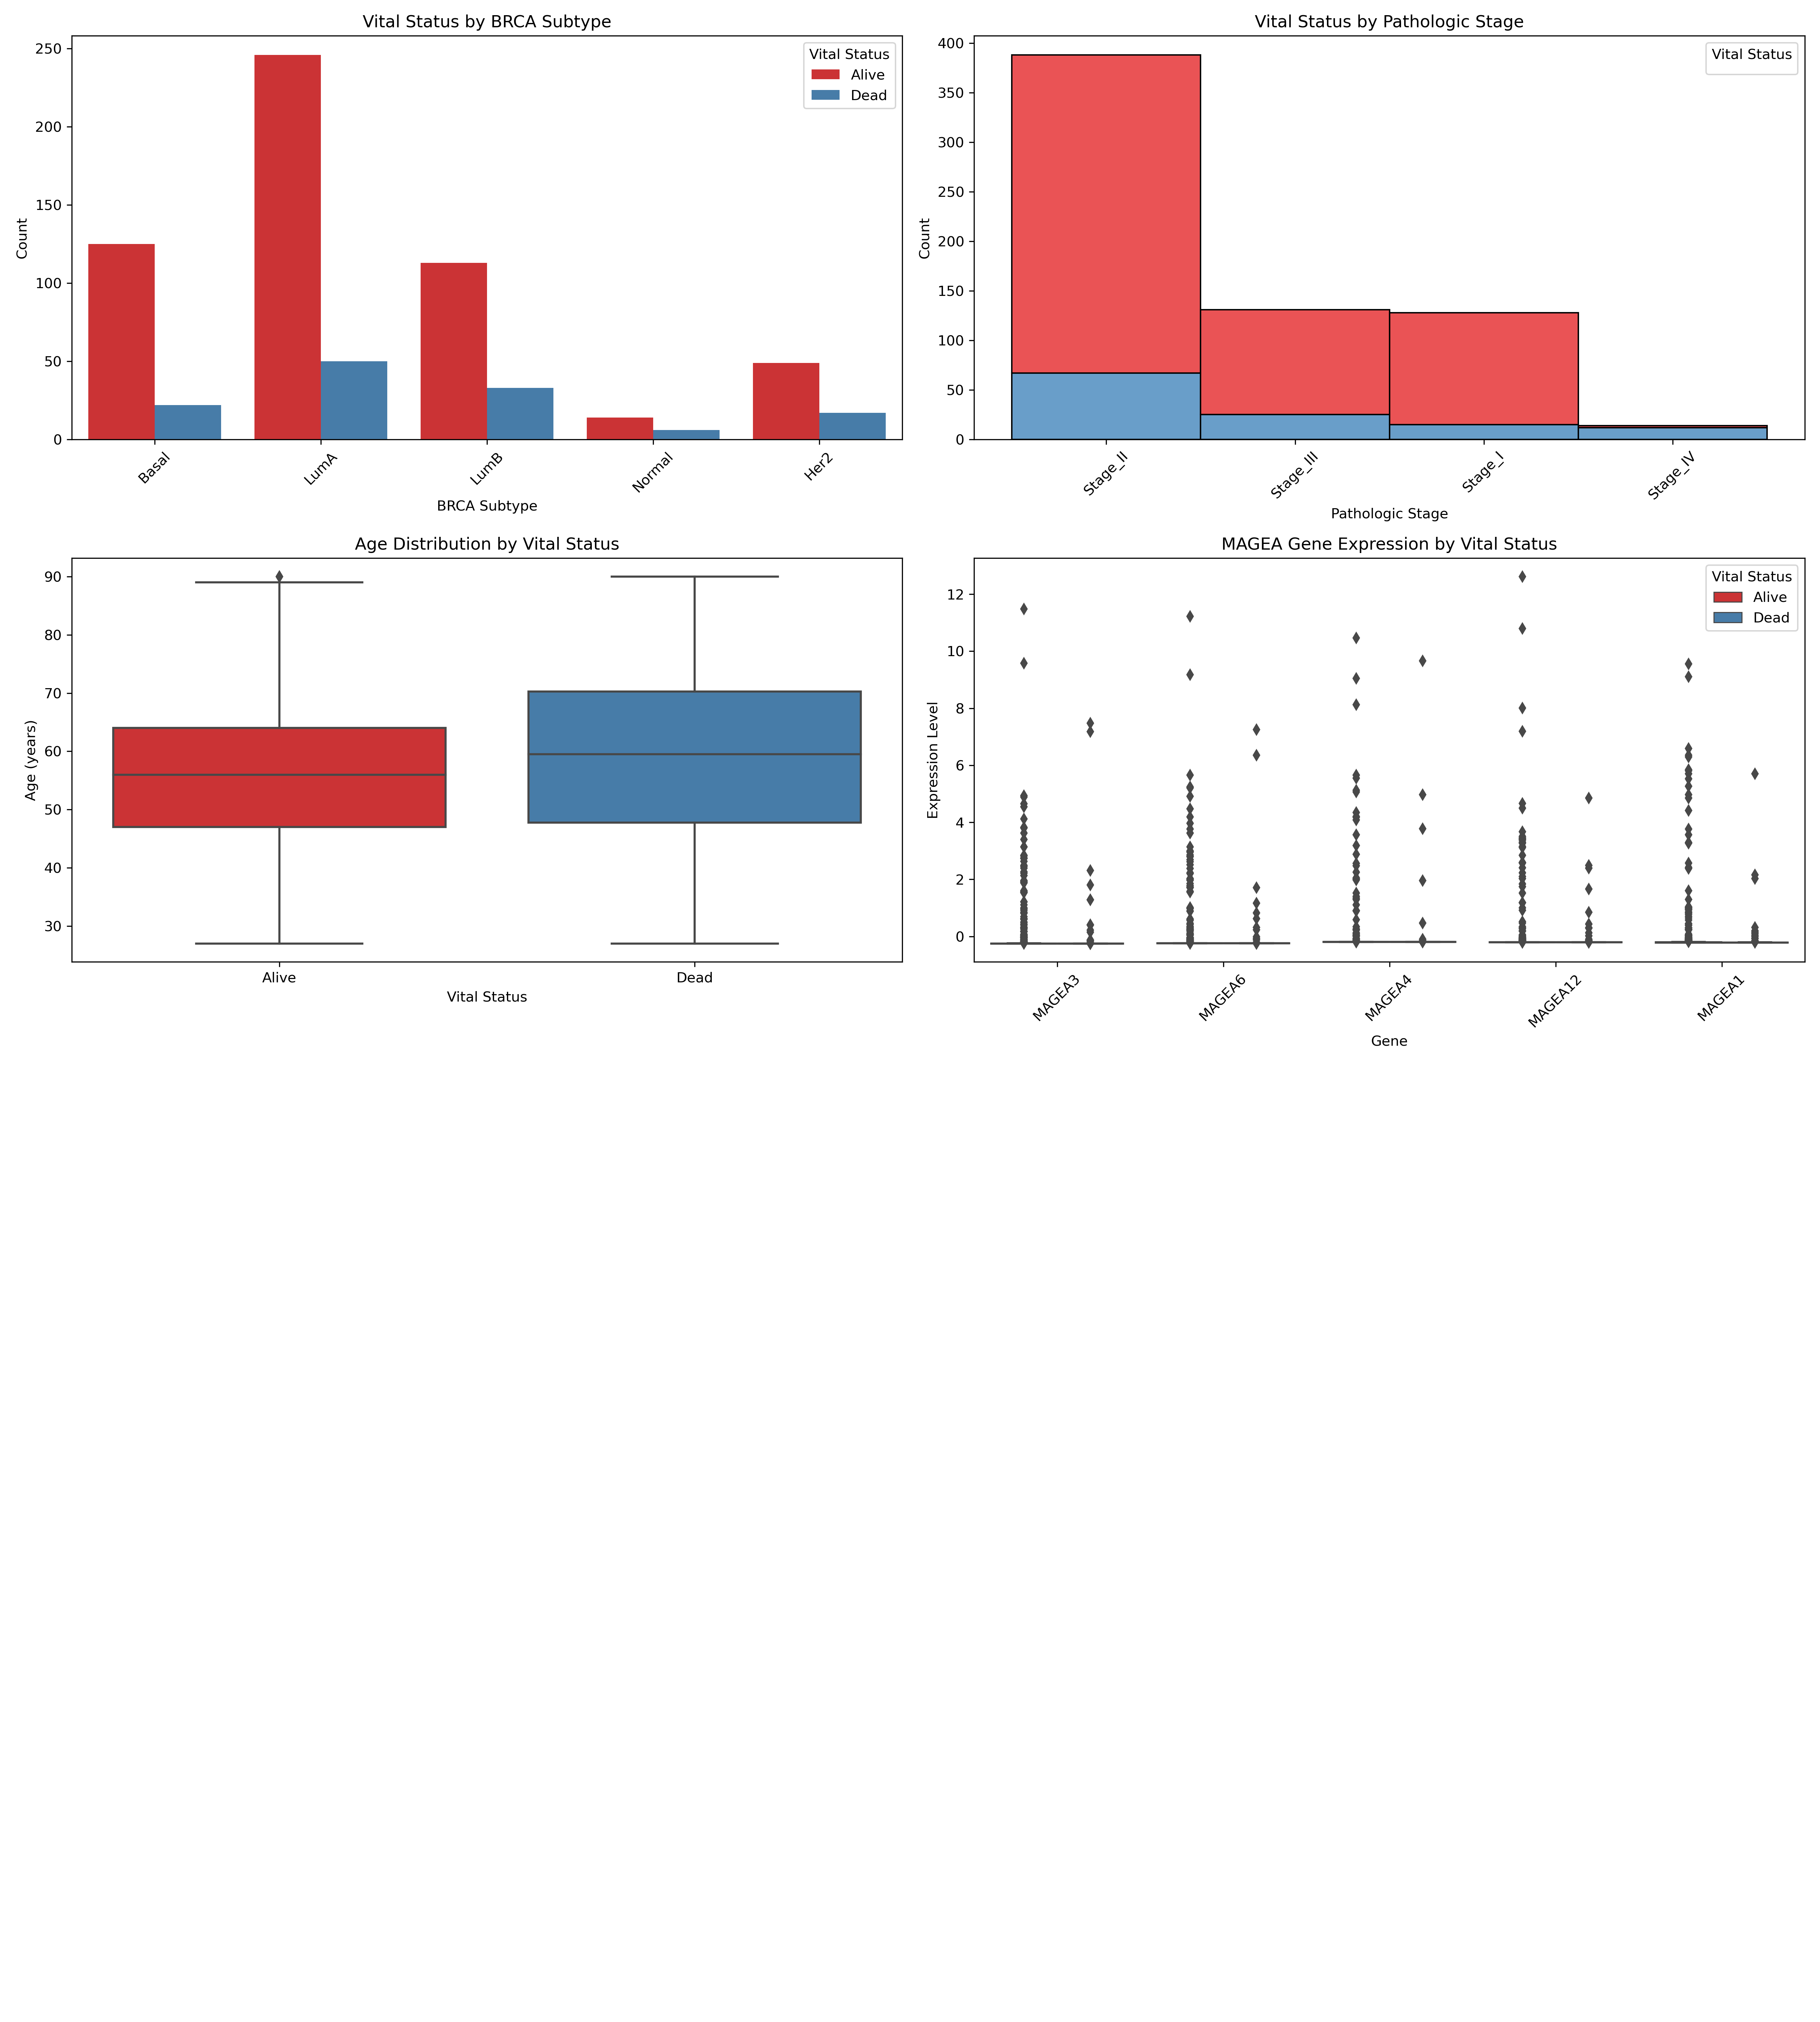 Vital Status by BRCA Subtype
250
200
150
100
50
0
Count
Vital Status
Alive
Dead
Basal
LumA
LumB
Normal
Her2
BRCA Subtype
Vital Status by Pathologic Stage
400
350
300
250
200
150
100
50
0
Count
Vital Status
Stage_II
Stage_III
Stage_I
Stage_IV
Pathologic Stage
Age Distribution by Vital Status
90
80
70
60
50
40
30
Age (years)
Alive
Dead
Vital Status
MAGEA Gene Expression by Vital Status
12
10
8
6
4
2
0
Expression Level
Vital Status
Alive
Dead
MAGEA3
MAGEA6
MAGEA4
MAGEA12
MAGEA1
Gene